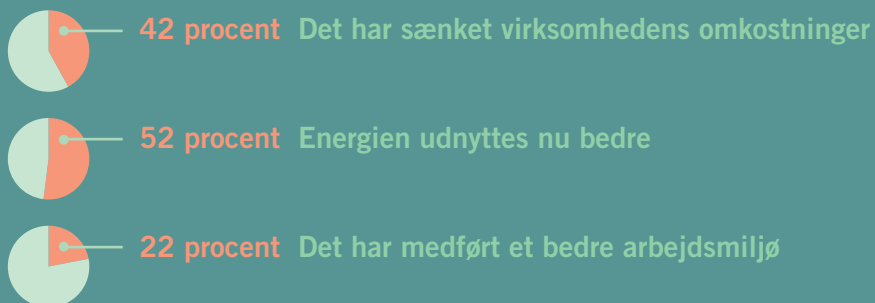 42 procent Det har sænket virksomhedens omkostninger
52 procent Energien udnyttes nu bedre
22 procent Det har medført et bedre arbejdsmiljø